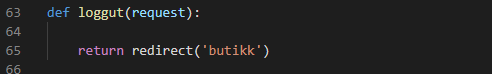 63 def loggut(request):
64
65 return redirect('butikk')
66